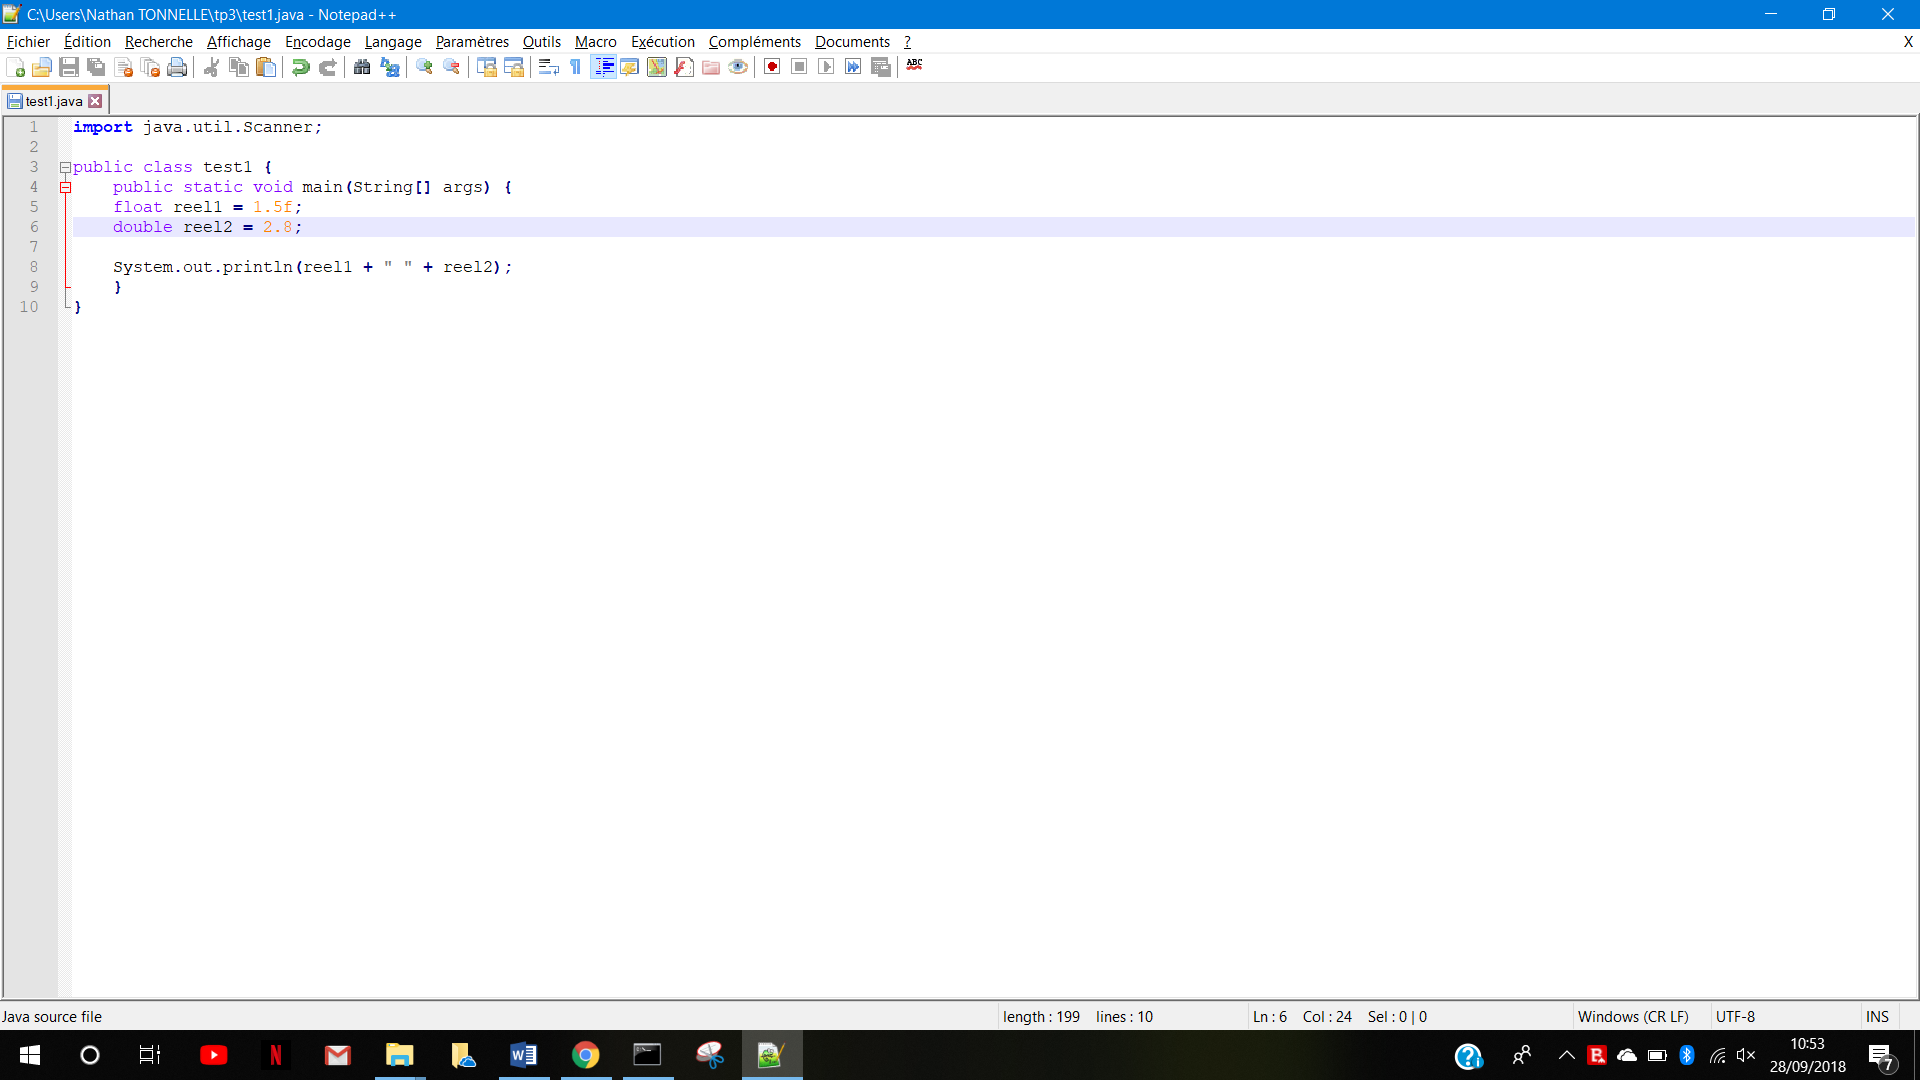 C:\Users\Nathan TONNELLE\tp3\test1.java - Notepad++
Fichier Édition Recherche Affichage Encodage Langage Paramètres Outils Macro Exécution Compléments Documents ? X
ABC
test1.java
1 import java.util.Scanner;
2
3 public class test1 {
4 public static void main(String[] args) {
5 float reel1 = 1.5f;
6 double reel2 = 2.8;
7
8 System.out.println(reel1 + " " + reel2);
9 }
10 }
Java source file length : 199 lines : 10 Ln : 6 Col : 24 Sel : 0 | 0 Windows (CR LF) UTF-8 INS
10:53
28/09/2018
7